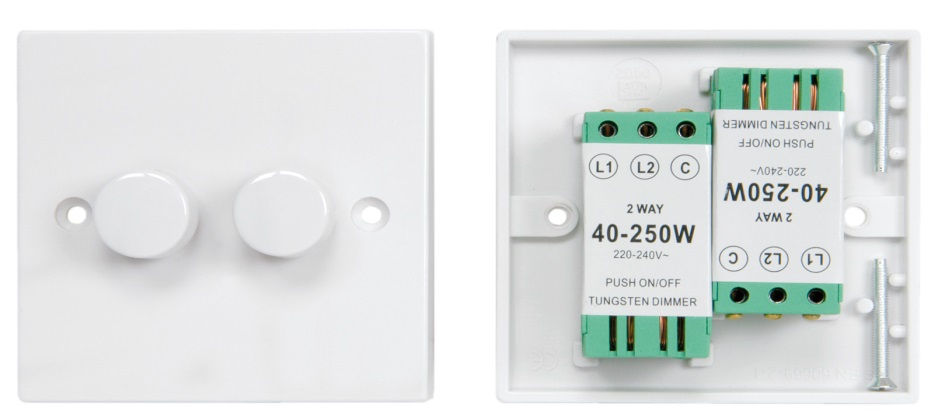 L1 L2 C
2 WAY
40-250W
220-240V~
PUSH ON/OFF
TUNGSTEN DIMMER
TUNGSTEN DIMMER
PUSH ON/OFF
220-240V~
40-250W
2 WAY
C L2 L1